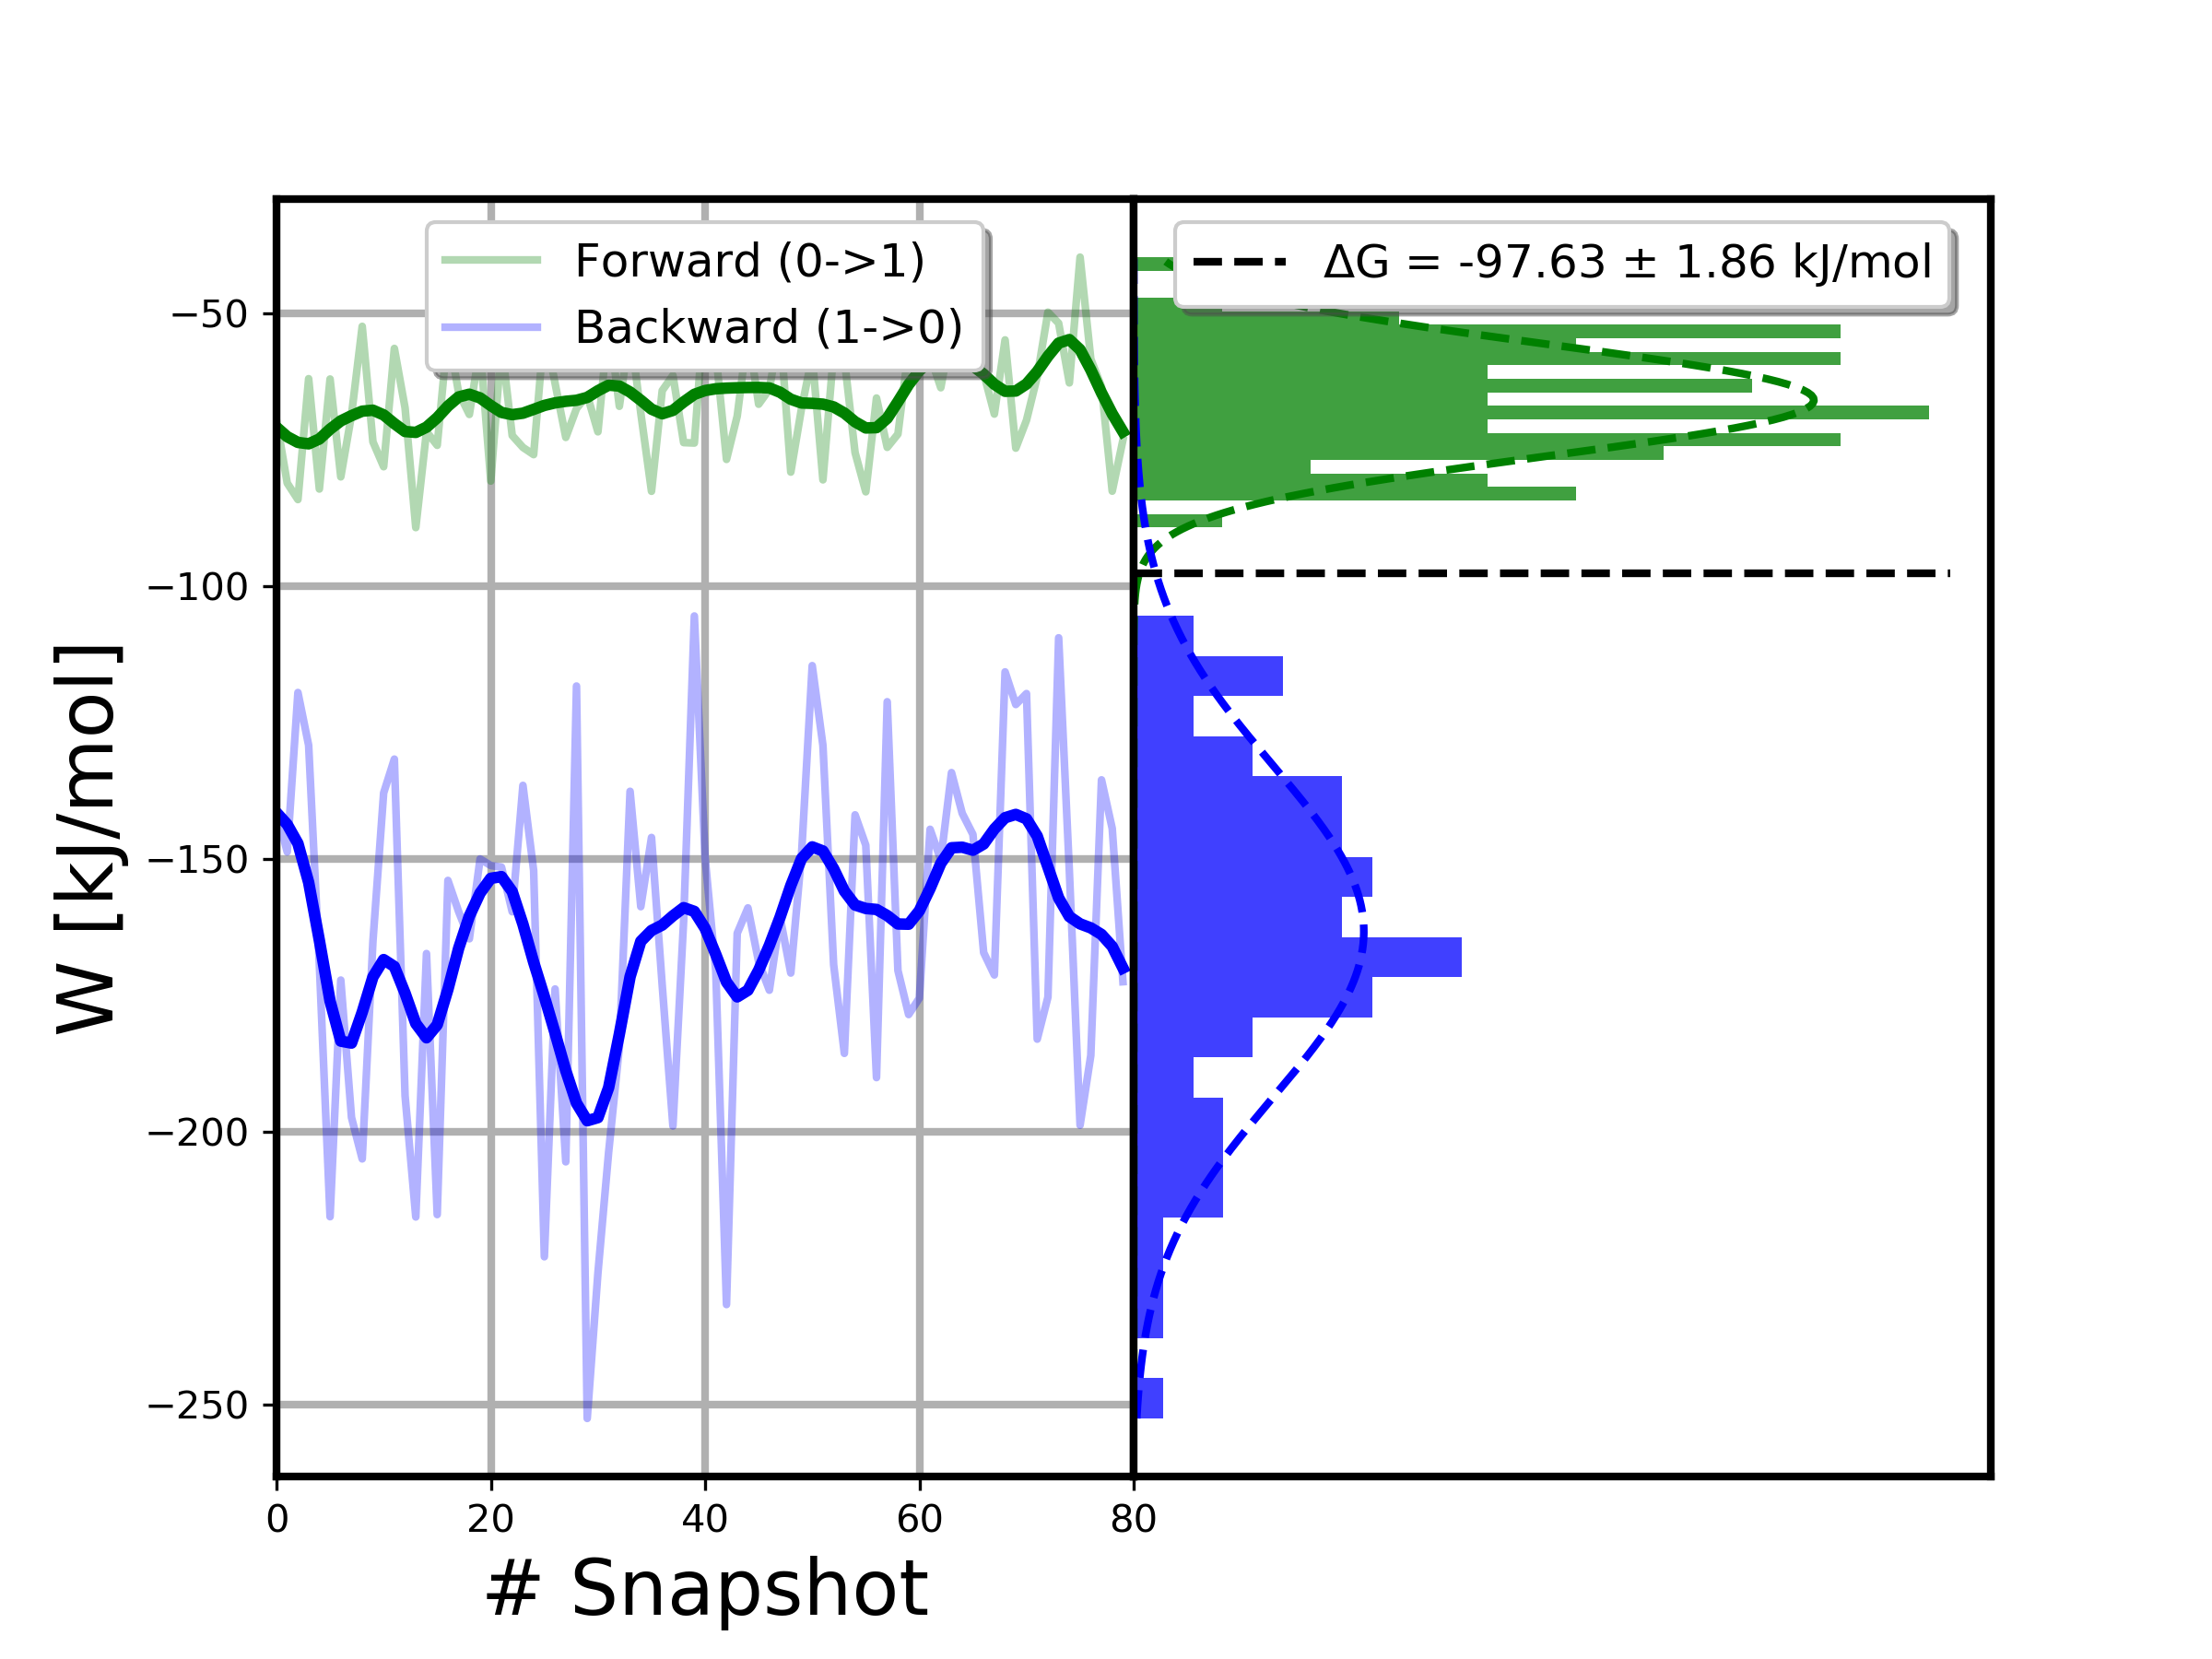 Forward (0->1)
Backward (1->0)
ΔG = -97.63 ± 1.86 kJ/mol
W [kJ/mol]
−50
−100
−150
−200
−250
0 20 40 60 80
# Snapshot